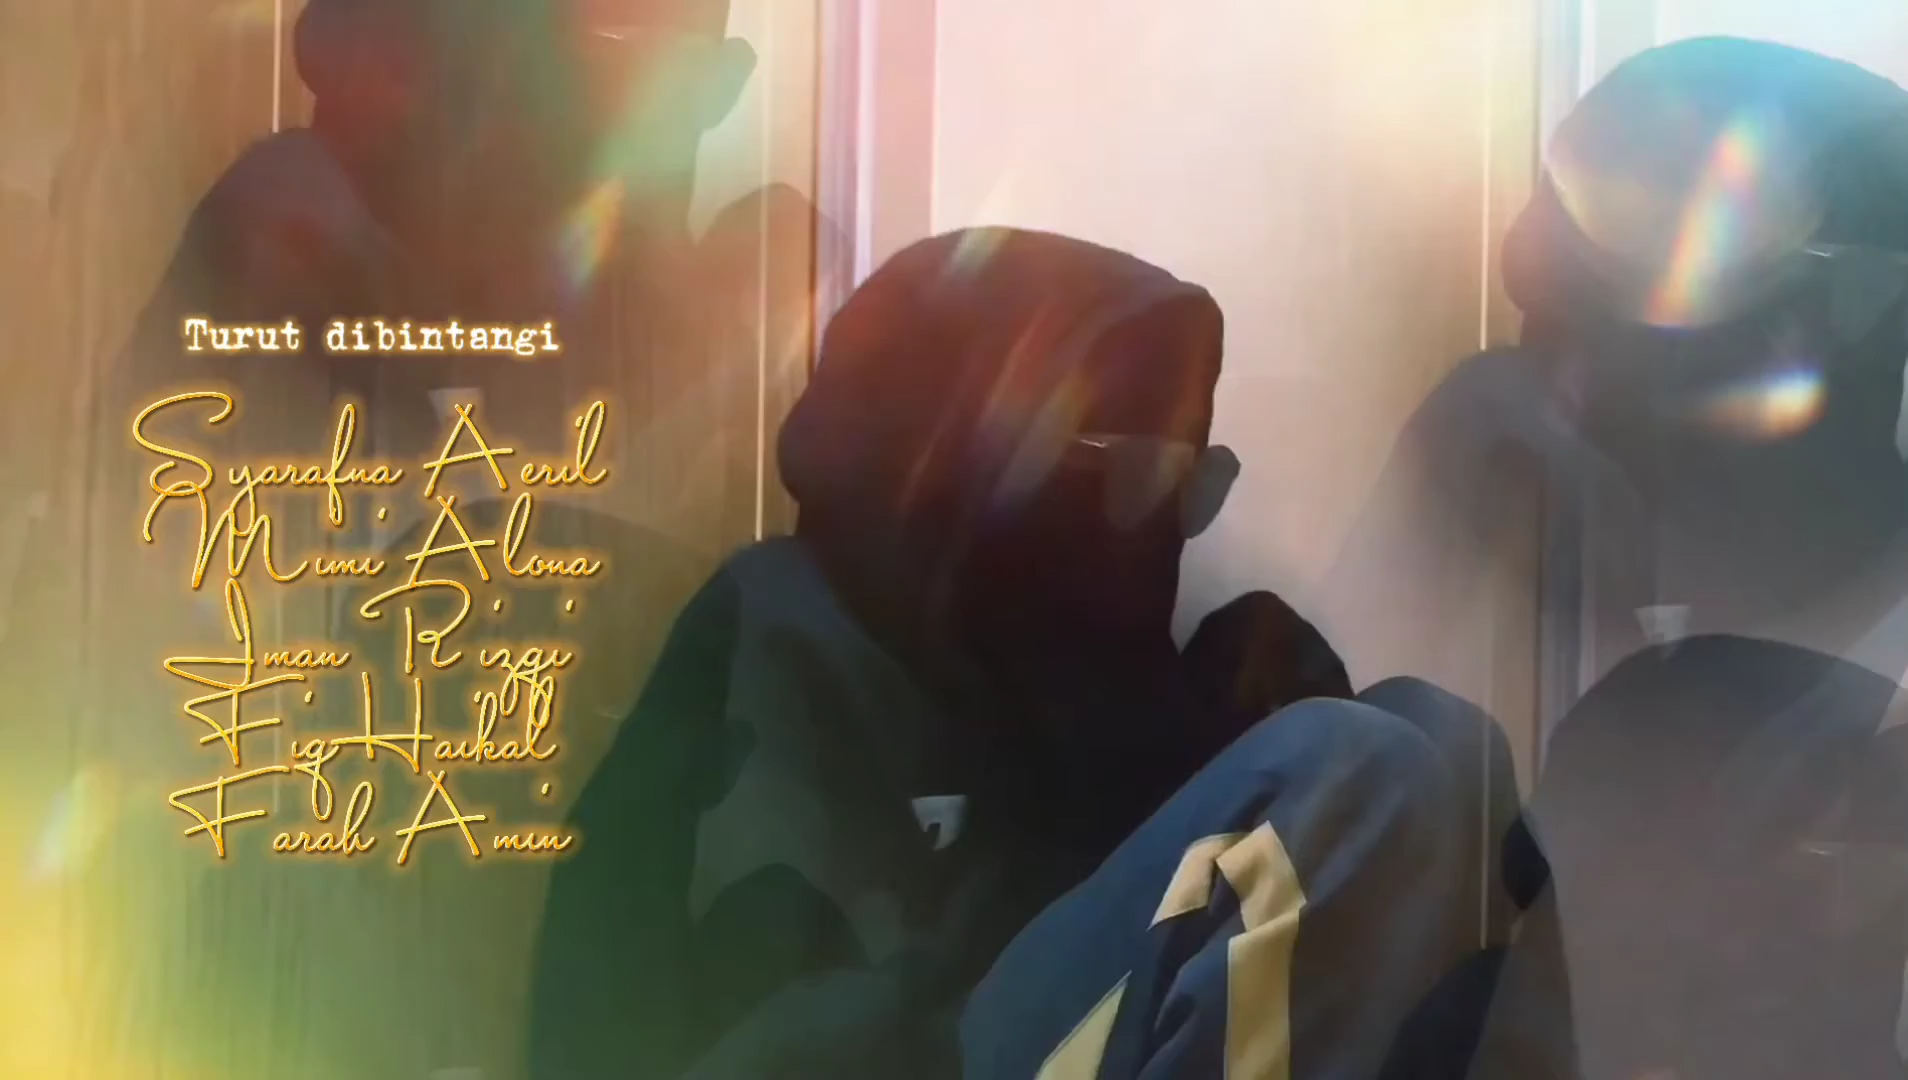 Turut dibintangi
Syarafna Aeril
Mimi Alona
Iman Rizqi
Fiq Haikal
Farah Amin